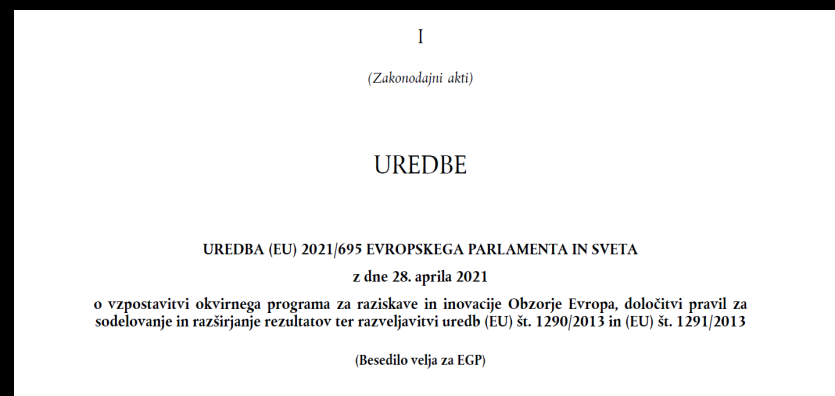 I
(Zakonodajni akti)
UREDBE
UREDBA (EU) 2021/695 EVROPSKEGA PARLAMENTA IN SVETA
z dne 28. aprila 2021
o vzpostavitvi okvirnega programa za raziskave in inovacije Obzorje Evropa, določitvi pravil za
sodelovanje in razširjanje rezultatov ter razveljavitvi uredb (EU) št. 1290/2013 in (EU) št. 1291/2013
(Besedilo velja za EGP)